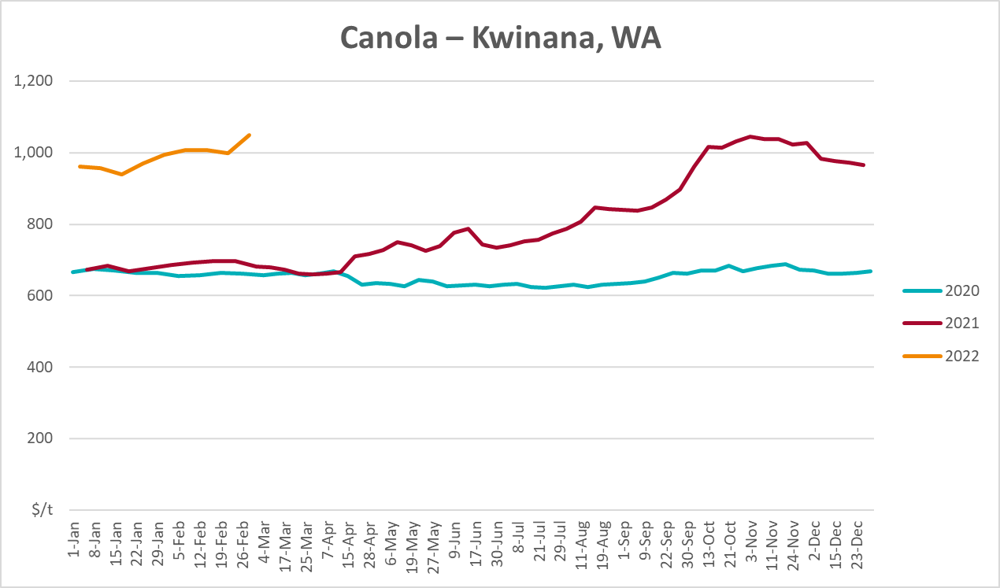 Canola – Kwinana, WA
1,200
1,000
800
600
400
200
$/t
1-Jan
8-Jan
15-Jan
22-Jan
29-Jan
5-Feb
12-Feb
19-Feb
26-Feb
4-Mar
17-Mar
25-Mar
7-Apr
15-Apr
28-Apr
6-May
19-May
27-May
9-Jun
17-Jun
30-Jun
8-Jul
21-Jul
29-Jul
11-Aug
19-Aug
1-Sep
9-Sep
22-Sep
30-Sep
13-Oct
21-Oct
3-Nov
11-Nov
24-Nov
2-Dec
15-Dec
23-Dec
2020
2021
2022